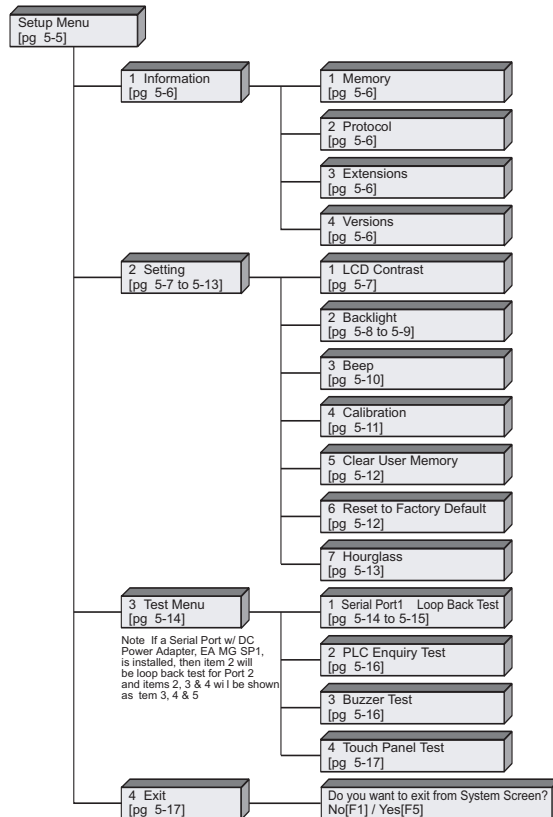 Setup Menu
[pg 5-5]
1 Information
[pg 5-6]
1 Memory
[pg 5-6]
2 Protocol
[pg 5-6]
3 Extensions
[pg 5-6]
4 Versions
[pg 5-6]
2 Setting
[pg 5-7 to 5-13]
1 LCD Contrast
[pg 5-7]
2 Backlight
[pg 5-8 to 5-9]
3 Beep
[pg 5-10]
4 Calibration
[pg 5-11]
5 Clear User Memory
[pg 5-12]
6 Reset to Factory Default
[pg 5-12]
7 Hourglass
[pg 5-13]
3 Test Menu
[pg 5-14]
Note If a Serial Port w/ DC
Power Adapter, EA MG SP1,
is installed, then item 2 will
be loop back test for Port 2
and items 2, 3 & 4 wi l be shown
as tem 3, 4 & 5
1 Serial Port1 Loop Back Test
[pg 5-14 to 5-15]
2 PLC Enquiry Test
[pg 5-16]
3 Buzzer Test
[pg 5-16]
4 Touch Panel Test
[pg 5-17]
4 Exit
[pg 5-17]
Do you want to exit from System Screen?
No[F1] / Yes[F5]